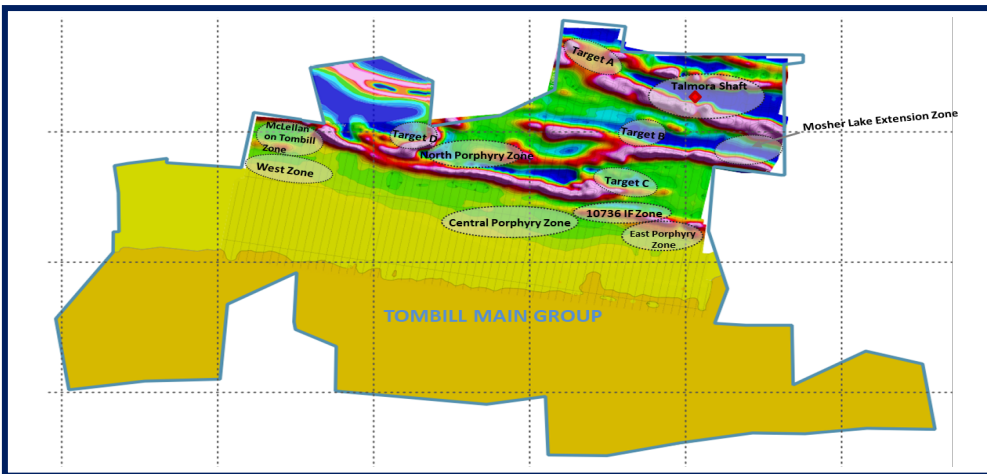 Target A
Talmora Shaft
Mosher Lake Extension Zone
McLellan
on Tombill
Zone
Target D
Target B
North Porphyry Zone
West Zone
Target C
10736 IF Zone
Central Porphyry Zone
East Porphyry
Zone
TOMBILL MAIN GROUP